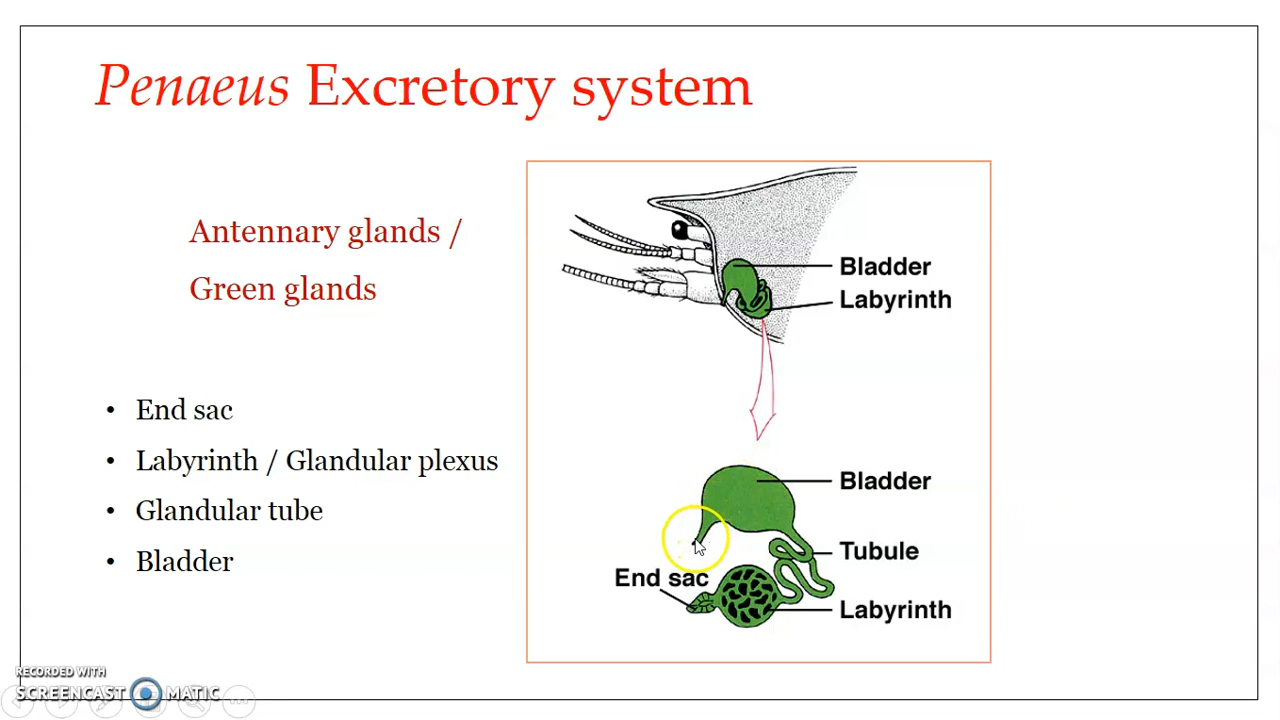 Penaeus Excretory system
Antennary glands /
Green glands
• End sac
• Labyrinth / Glandular plexus
• Glandular tube
• Bladder
Bladder
Labyrinth
Bladder
Tubule
End sac
Labyrinth
RECORDED WITH
SCREENCAST MATIC